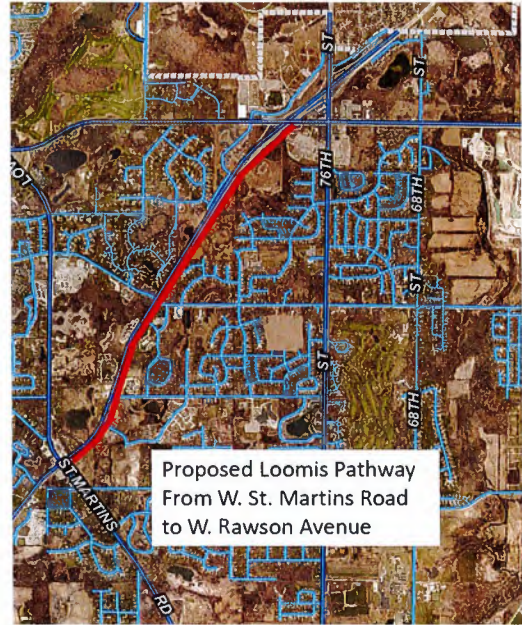 ST
ST
76TH
68TH
LOV
ST
ST
68TH
ST MARTINS
RD
Proposed Loomis Pathway
From W. St. Martins Road
to W. Rawson Avenue